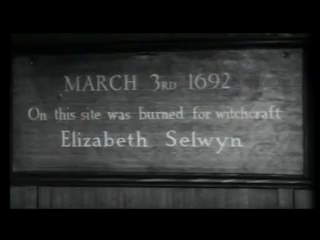 MARCH 3RD 1692
On this site was burned for witchcraft
Elizabeth Selwyn